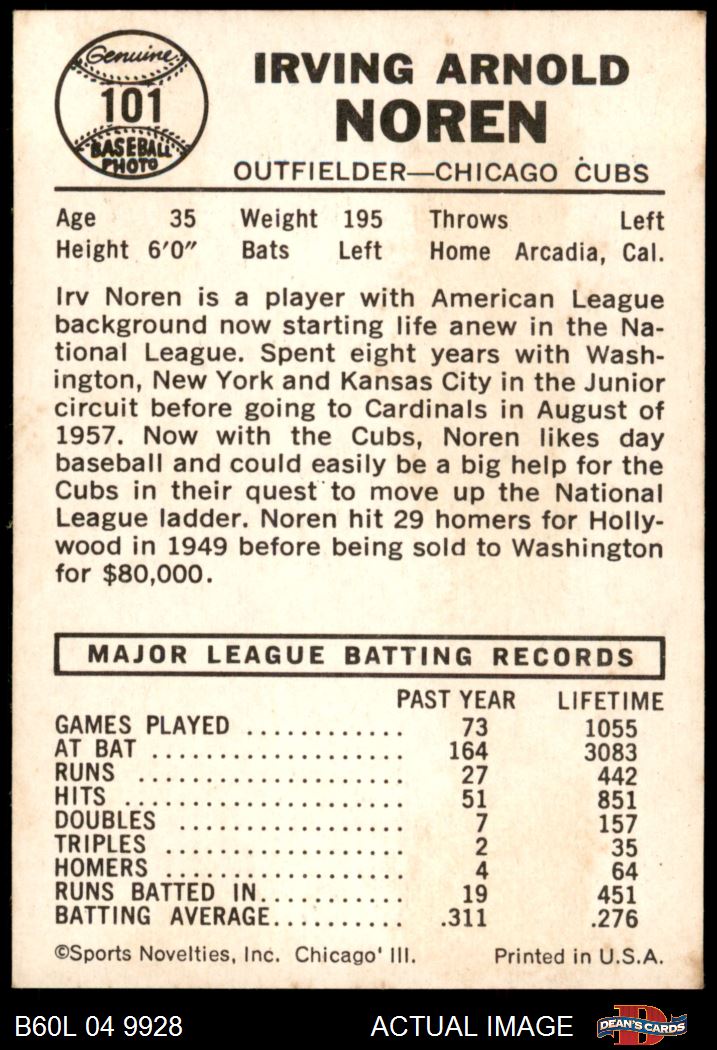 Genuine
101
BASEBALL
PHOTO
IRVING ARNOLD
NOREN
OUTFIELDER—CHICAGO CUBS
Age 35 Weight 195 Throws Left
Height 6'0" Bats Left Home Arcadia, Cal.
Irv Noren is a player with American League
background now starting life anew in the Na-
tional League. Spent eight years with Wash-
ington, New York and Kansas City in the Junior
circuit before going to Cardinals in August of
1957. Now with the Cubs, Noren likes day
baseball and could easily be a big help for the
Cubs in their quest to move up the National
League ladder. Noren hit 29 homers for Holly-
wood in 1949 before being sold to Washington
for $80,000.
MAJOR LEAGUE BATTING RECORDS
PAST YEAR LIFETIME
GAMES PLAYED ............ 73 1055
AT BAT ................... 164 3083
RUNS .................... 27 442
HITS ..................... 51 851
DOUBLES ................. 7 157
TRIPLES .................. 2 35
HOMERS .................. 4 64
RUNS BATTED IN........... 19 451
BATTING AVERAGE.......... .311 .276
©Sports Novelties, Inc. Chicago' Ill. Printed in U.S.A.
B60L 04 9928 ACTUAL IMAGE DEAN'S CARDS